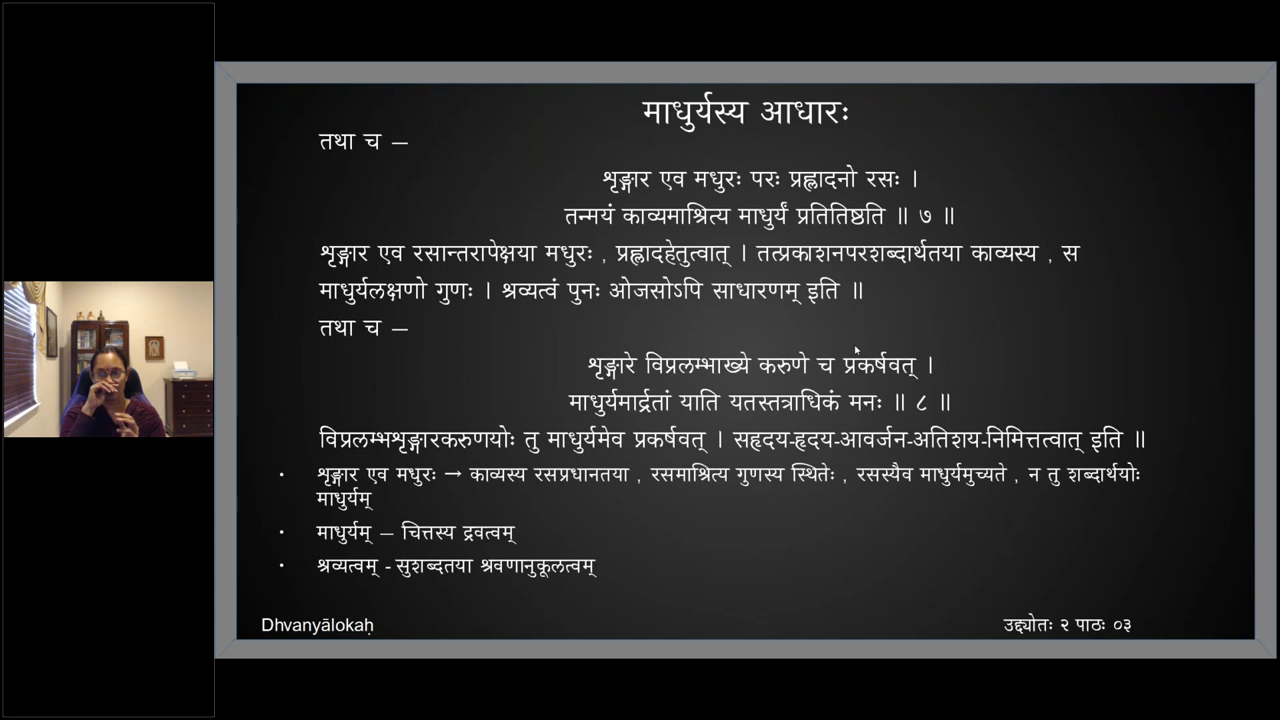 माधुर्यस्य आधारः
तथा च –
शृङ्गार एव मधुरः परः प्रह्लादनो रसः ।
तन्मयं काव्यमाश्रित्य माधुर्यं प्रतितिष्ठति ॥ ७ ॥
शृङ्गार एव रसान्तरापेक्षया मधुरः , प्रह्लादहेतुत्वात् । तत्प्रकाशनपरशब्दार्थतया काव्यस्य , स
माधुर्यलक्षणो गुणः । श्रव्यत्वं पुनः ओजसोऽपि साधारणम् इति ॥
तथा च –
शृङ्गारे विप्रलम्भाख्ये करुणे च प्रकर्षवत् ।
माधुर्यमार्द्रतां याति यतस्तत्राधिकं मनः ॥ ८ ॥
विप्रलम्भशृङ्गारकरुणयोः तु माधुर्यमेव प्रकर्षवत् । सहृदय-हृदय-आवर्जन-अतिशय-निमित्तत्वात् इति ॥
• शृङ्गार एव मधुरः → काव्यस्य रसप्रधानतया , रसमाश्रित्य गुणस्य स्थितेः , रसस्यैव माधुर्यमुच्यते , न तु शब्दार्थयोः
माधुर्यम्
• माधुर्यम् – चित्तस्य द्रवत्वम्
• श्रव्यत्वम् - सुशब्दतया श्रवणानुकूलत्वम्
Dhvanyālokaḥ
उद्द्योतः २ पाठः ०३